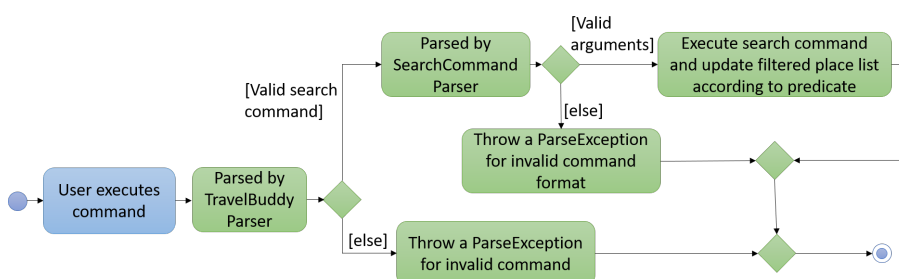 [Valid
arguments]
Parsed by
SearchCommand
Parser
Execute search command
and update filtered place list
according to predicate
[Valid search
command]
[else]
Throw a ParseException
for invalid command
format
User executes
command
Parsed by
TravelBuddy
Parser
[else]
Throw a ParseException
for invalid command